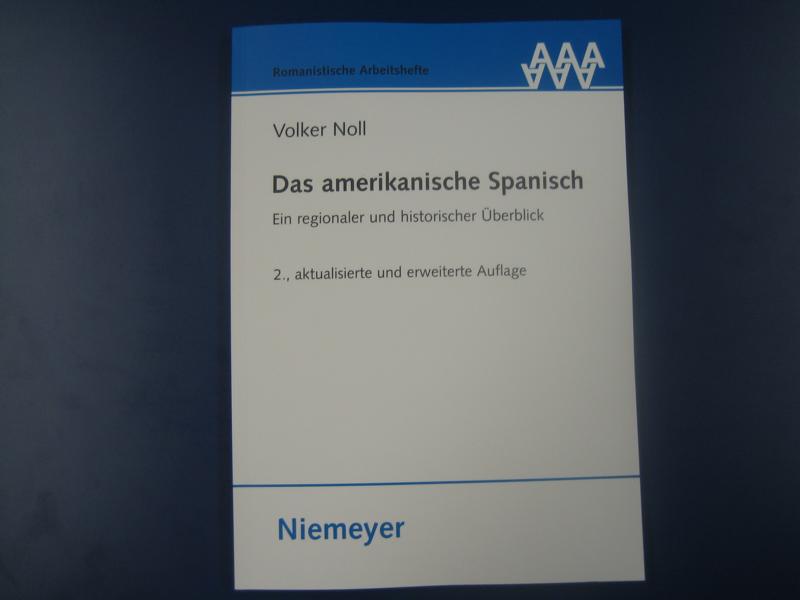 Romanistische Arbeitshefte
AAA
AAA
Volker Noll
Das amerikanische Spanisch
Ein regionaler und historischer Überblick
2., aktualisierte und erweiterte Auflage
Niemeyer